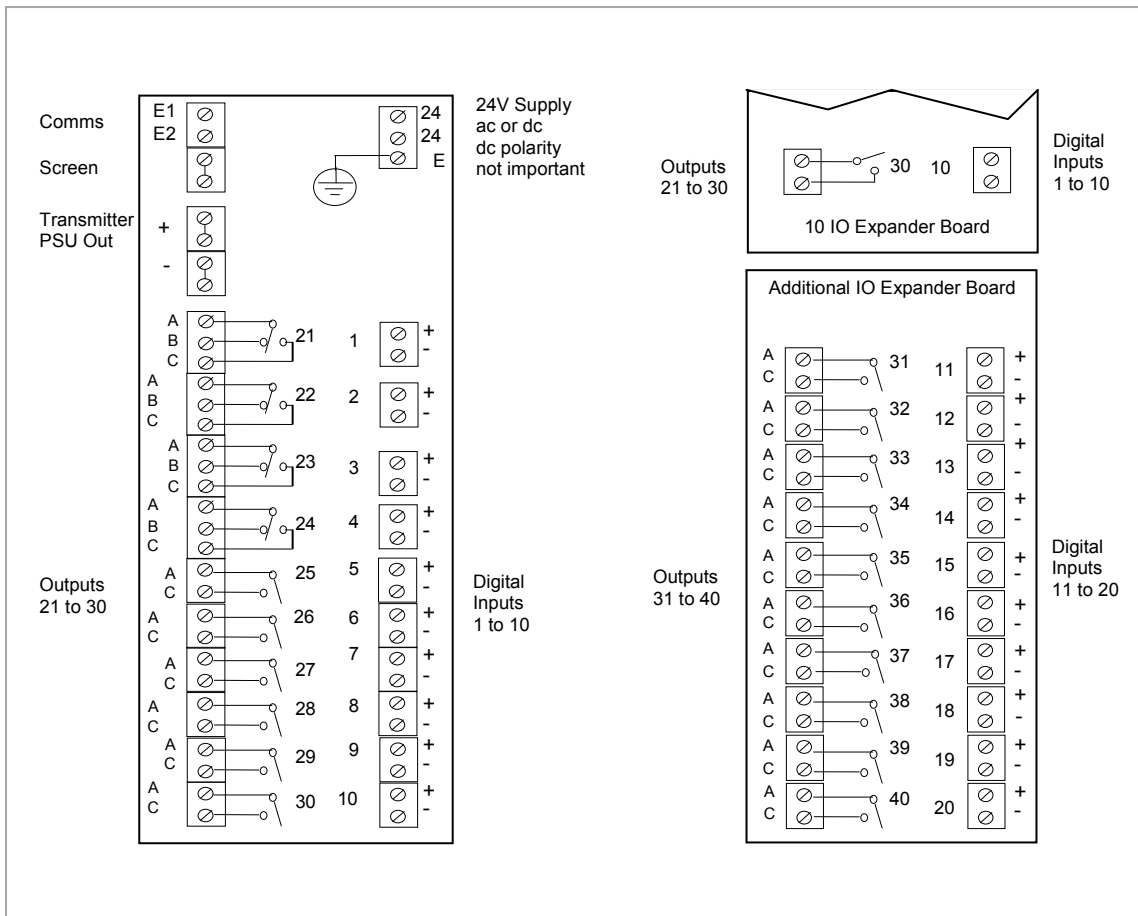 Comms
E1
E2
Screen
Transmitter
PSU Out
+
-
24
24
E
24V Supply
ac or dc
dc polarity
not important
A
B
C
21
1
+
-
A
B
C
22
2
+
-
A
B
C
23
3
+
-
A
B
C
24
4
+
-
A
C
25
5
+
-
A
C
26
6
+
-
A
C
27
7
+
-
A
C
28
8
+
-
A
C
29
9
+
-
A
C
30
10
+
-
Outputs
21 to 30
Digital
Inputs
1 to 10
Outputs
21 to 30
30
10
Digital
Inputs
1 to 10
10 IO Expander Board
Additional IO Expander Board
A
C
31
11
+
-
A
C
32
12
+
-
A
C
33
13
+
-
A
C
34
14
+
-
A
C
35
15
+
-
A
C
36
16
+
-
A
C
37
17
+
-
A
C
38
18
+
-
A
C
39
19
+
-
A
C
40
20
+
-
Outputs
31 to 40
Digital
Inputs
11 to 20